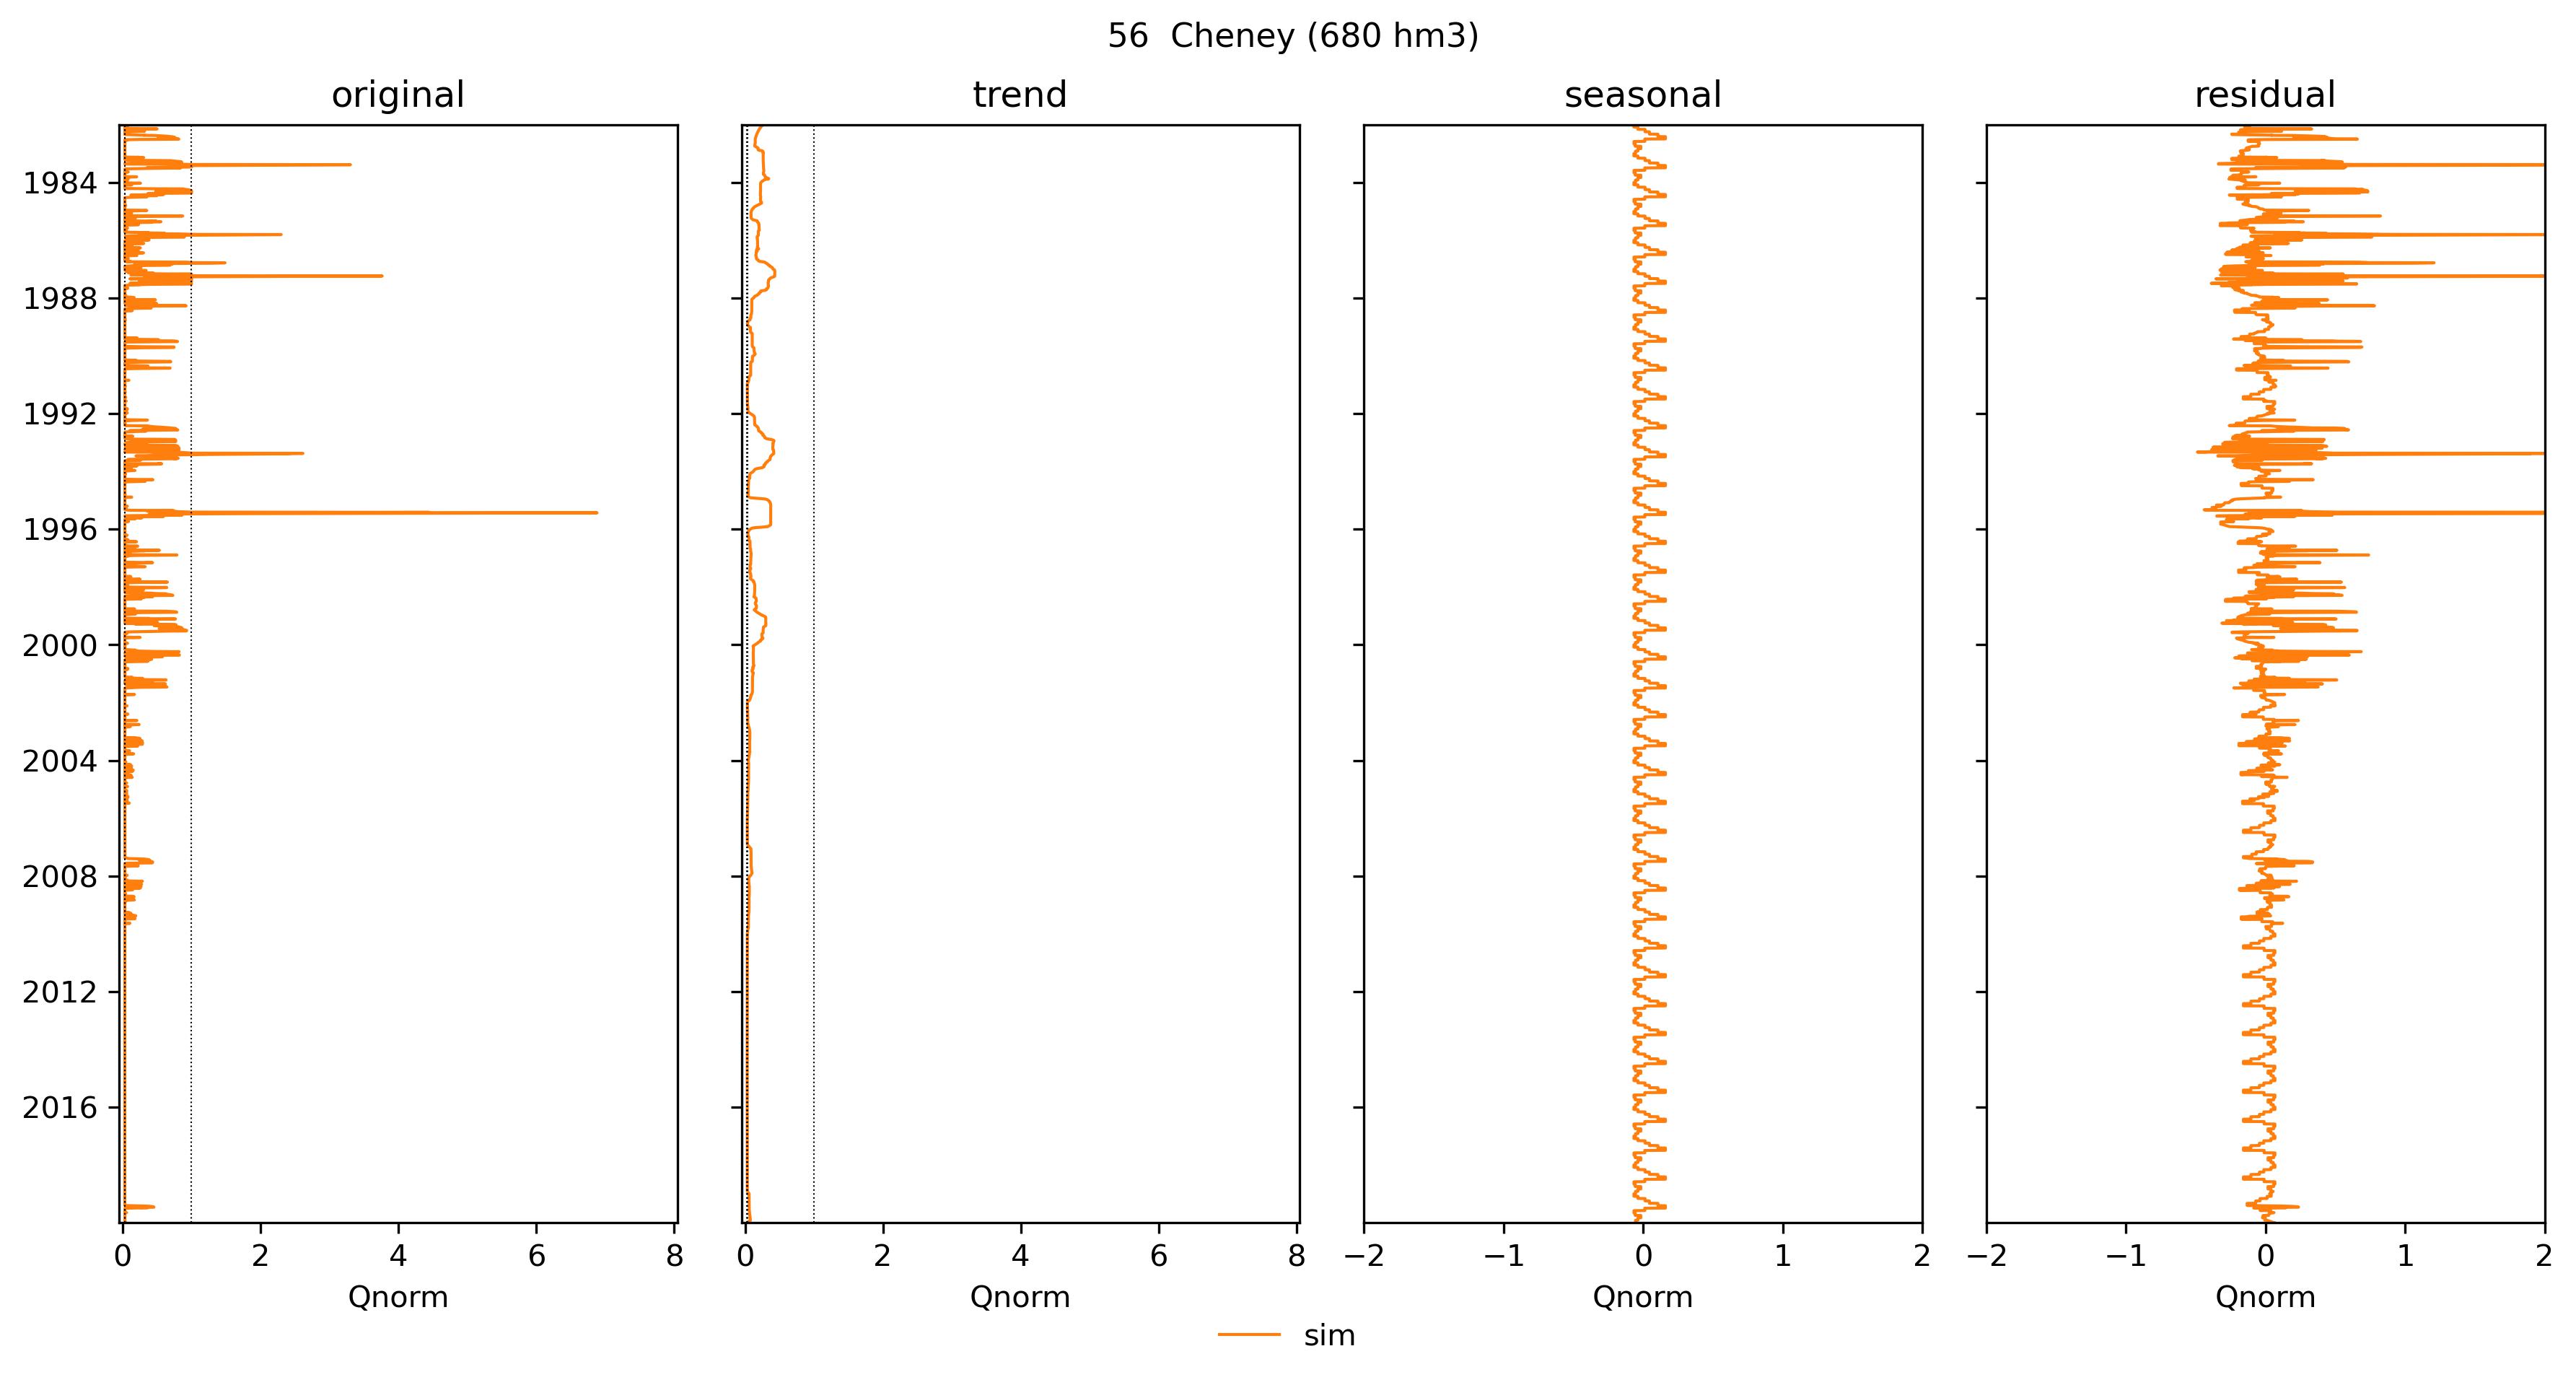 56  Cheney (680 hm3)
original
trend
seasonal
residual
1984
1988
1992
1996
2000
2004
2008
2012
2016
0 2 4 6 8
0 2 4 6 8
−2 −1 0 1 2
−2 −1 0 1 2
Qnorm
Qnorm
Qnorm
Qnorm
sim